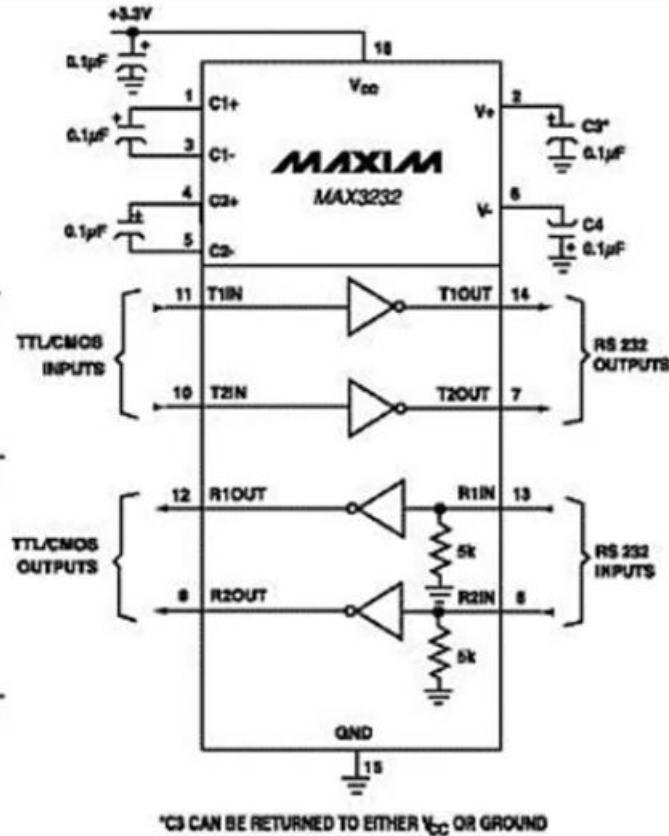 +3.3V
0.1µF
16
VCC
1 C1+
0.1µF
3 C1-
4 C2+
0.1µF
5 C2-
V+ 2
C3*
0.1µF
MAXIM
MAX3232
V- 6
C4
0.1µF
11 T1IN
T1OUT 14
TTL/CMOS
INPUTS
RS 232
OUTPUTS
10 T2IN
T2OUT 7
12 R1OUT
R1IN 13
5k
TTL/CMOS
OUTPUTS
RS 232
INPUTS
R2OUT
R2IN
5k
GND
15
*C3 CAN BE RETURNED TO EITHER VCC OR GROUND